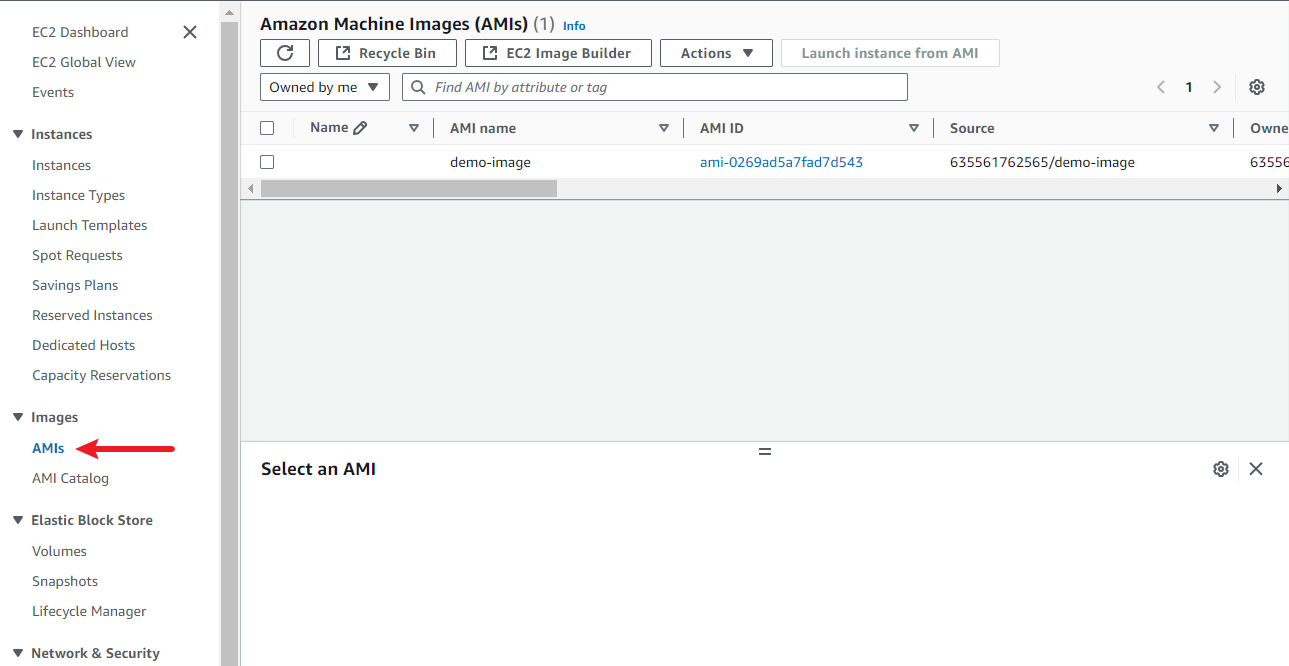 EC2 Dashboard
EC2 Global View
Events
Instances
Instances
Instance Types
Launch Templates
Spot Requests
Savings Plans
Reserved Instances
Dedicated Hosts
Capacity Reservations
Images
AMIs
AMI Catalog
Elastic Block Store
Volumes
Snapshots
Lifecycle Manager
Network & Security
Amazon Machine Images (AMIs) (1) Info
Recycle Bin EC2 Image Builder Actions Launch instance from AMI
Owned by me Find AMI by attribute or tag 1
Name AMI name AMI ID Source Owne
demo-image ami-0269ad5a7fad7d543 635561762565/demo-image 63556
Select an AMI